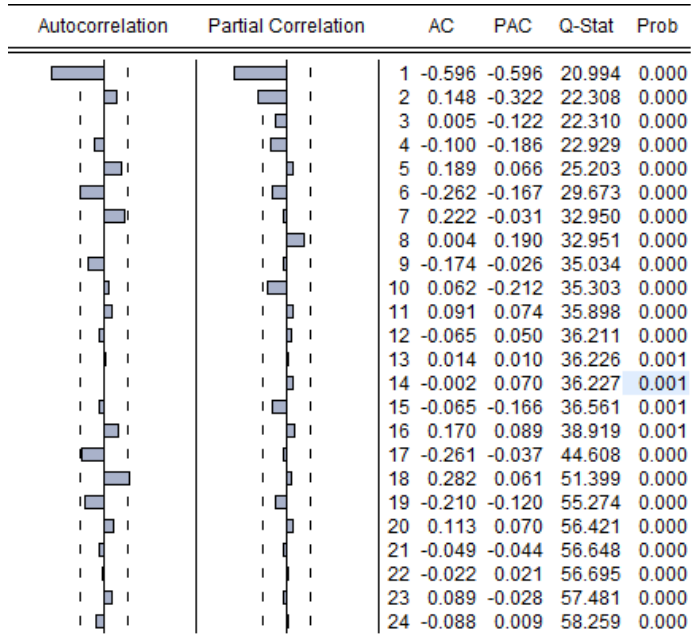 Autocorrelation Partial Correlation AC PAC Q-Stat Prob
1 -0.596 -0.596 20.994 0.000
2 0.148 -0.322 22.308 0.000
3 0.005 -0.122 22.310 0.000
4 -0.100 -0.186 22.929 0.000
5 0.189 0.066 25.203 0.000
6 -0.262 -0.167 29.673 0.000
7 0.222 -0.031 32.950 0.000
8 0.004 0.190 32.951 0.000
9 -0.174 -0.026 35.034 0.000
10 0.062 -0.212 35.303 0.000
11 0.091 0.074 35.898 0.000
12 -0.065 0.050 36.211 0.000
13 0.014 0.010 36.226 0.001
14 -0.002 0.070 36.227 0.001
15 -0.065 -0.166 36.561 0.001
16 0.170 0.089 38.919 0.001
17 -0.261 -0.037 44.608 0.000
18 0.282 0.061 51.399 0.000
19 -0.210 -0.120 55.274 0.000
20 0.113 0.070 56.421 0.000
21 -0.049 -0.044 56.648 0.000
22 -0.022 0.021 56.695 0.000
23 0.089 -0.028 57.481 0.000
24 -0.088 0.009 58.259 0.000